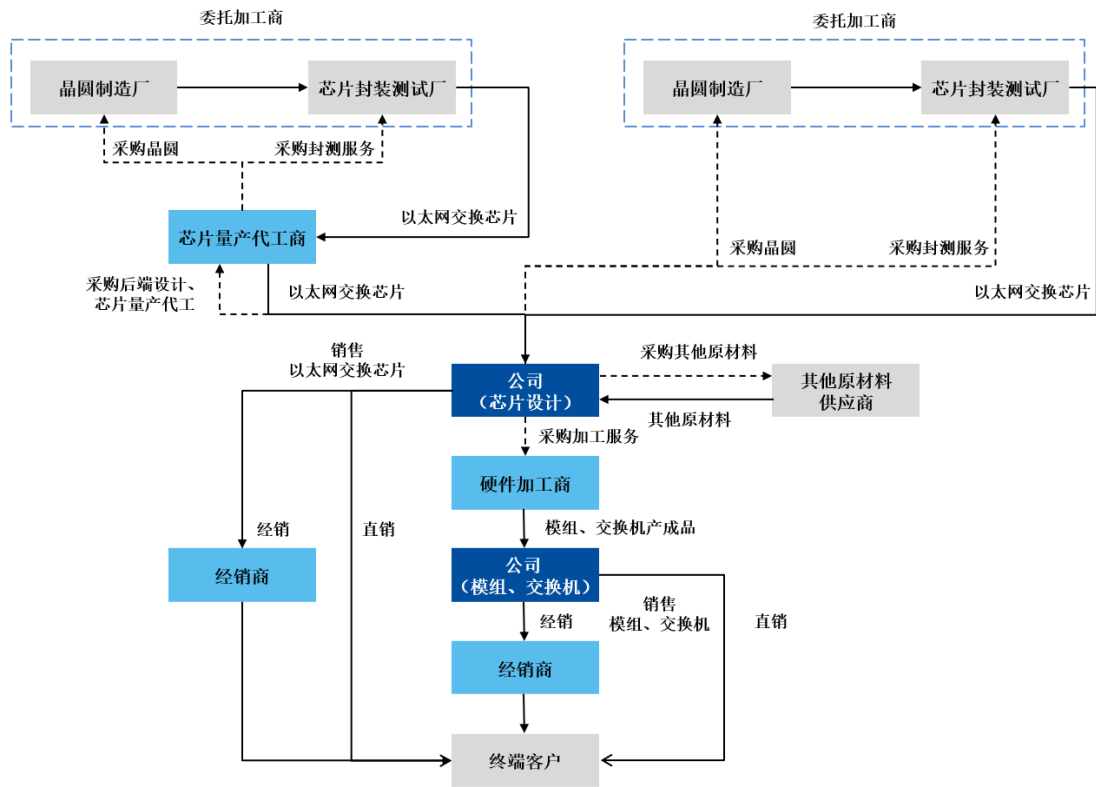 委托加工商
委托加工商
晶圆制造厂
芯片封装测试厂
晶圆制造厂
芯片封装测试厂
采购晶圆
采购封测服务
以太网交换芯片
芯片量产代工商
采购晶圆
采购封测服务
采购后端设计、
芯片量产代工
以太网交换芯片
以太网交换芯片
销售
以太网交换芯片
公司
（芯片设计）
采购其他原材料
其他原材料
供应商
其他原材料
采购加工服务
硬件加工商
模组、交换机产成品
经销
直销
经销商
公司
（模组、交换机）
经销
销售
模组、交换机
直销
经销商
终端客户